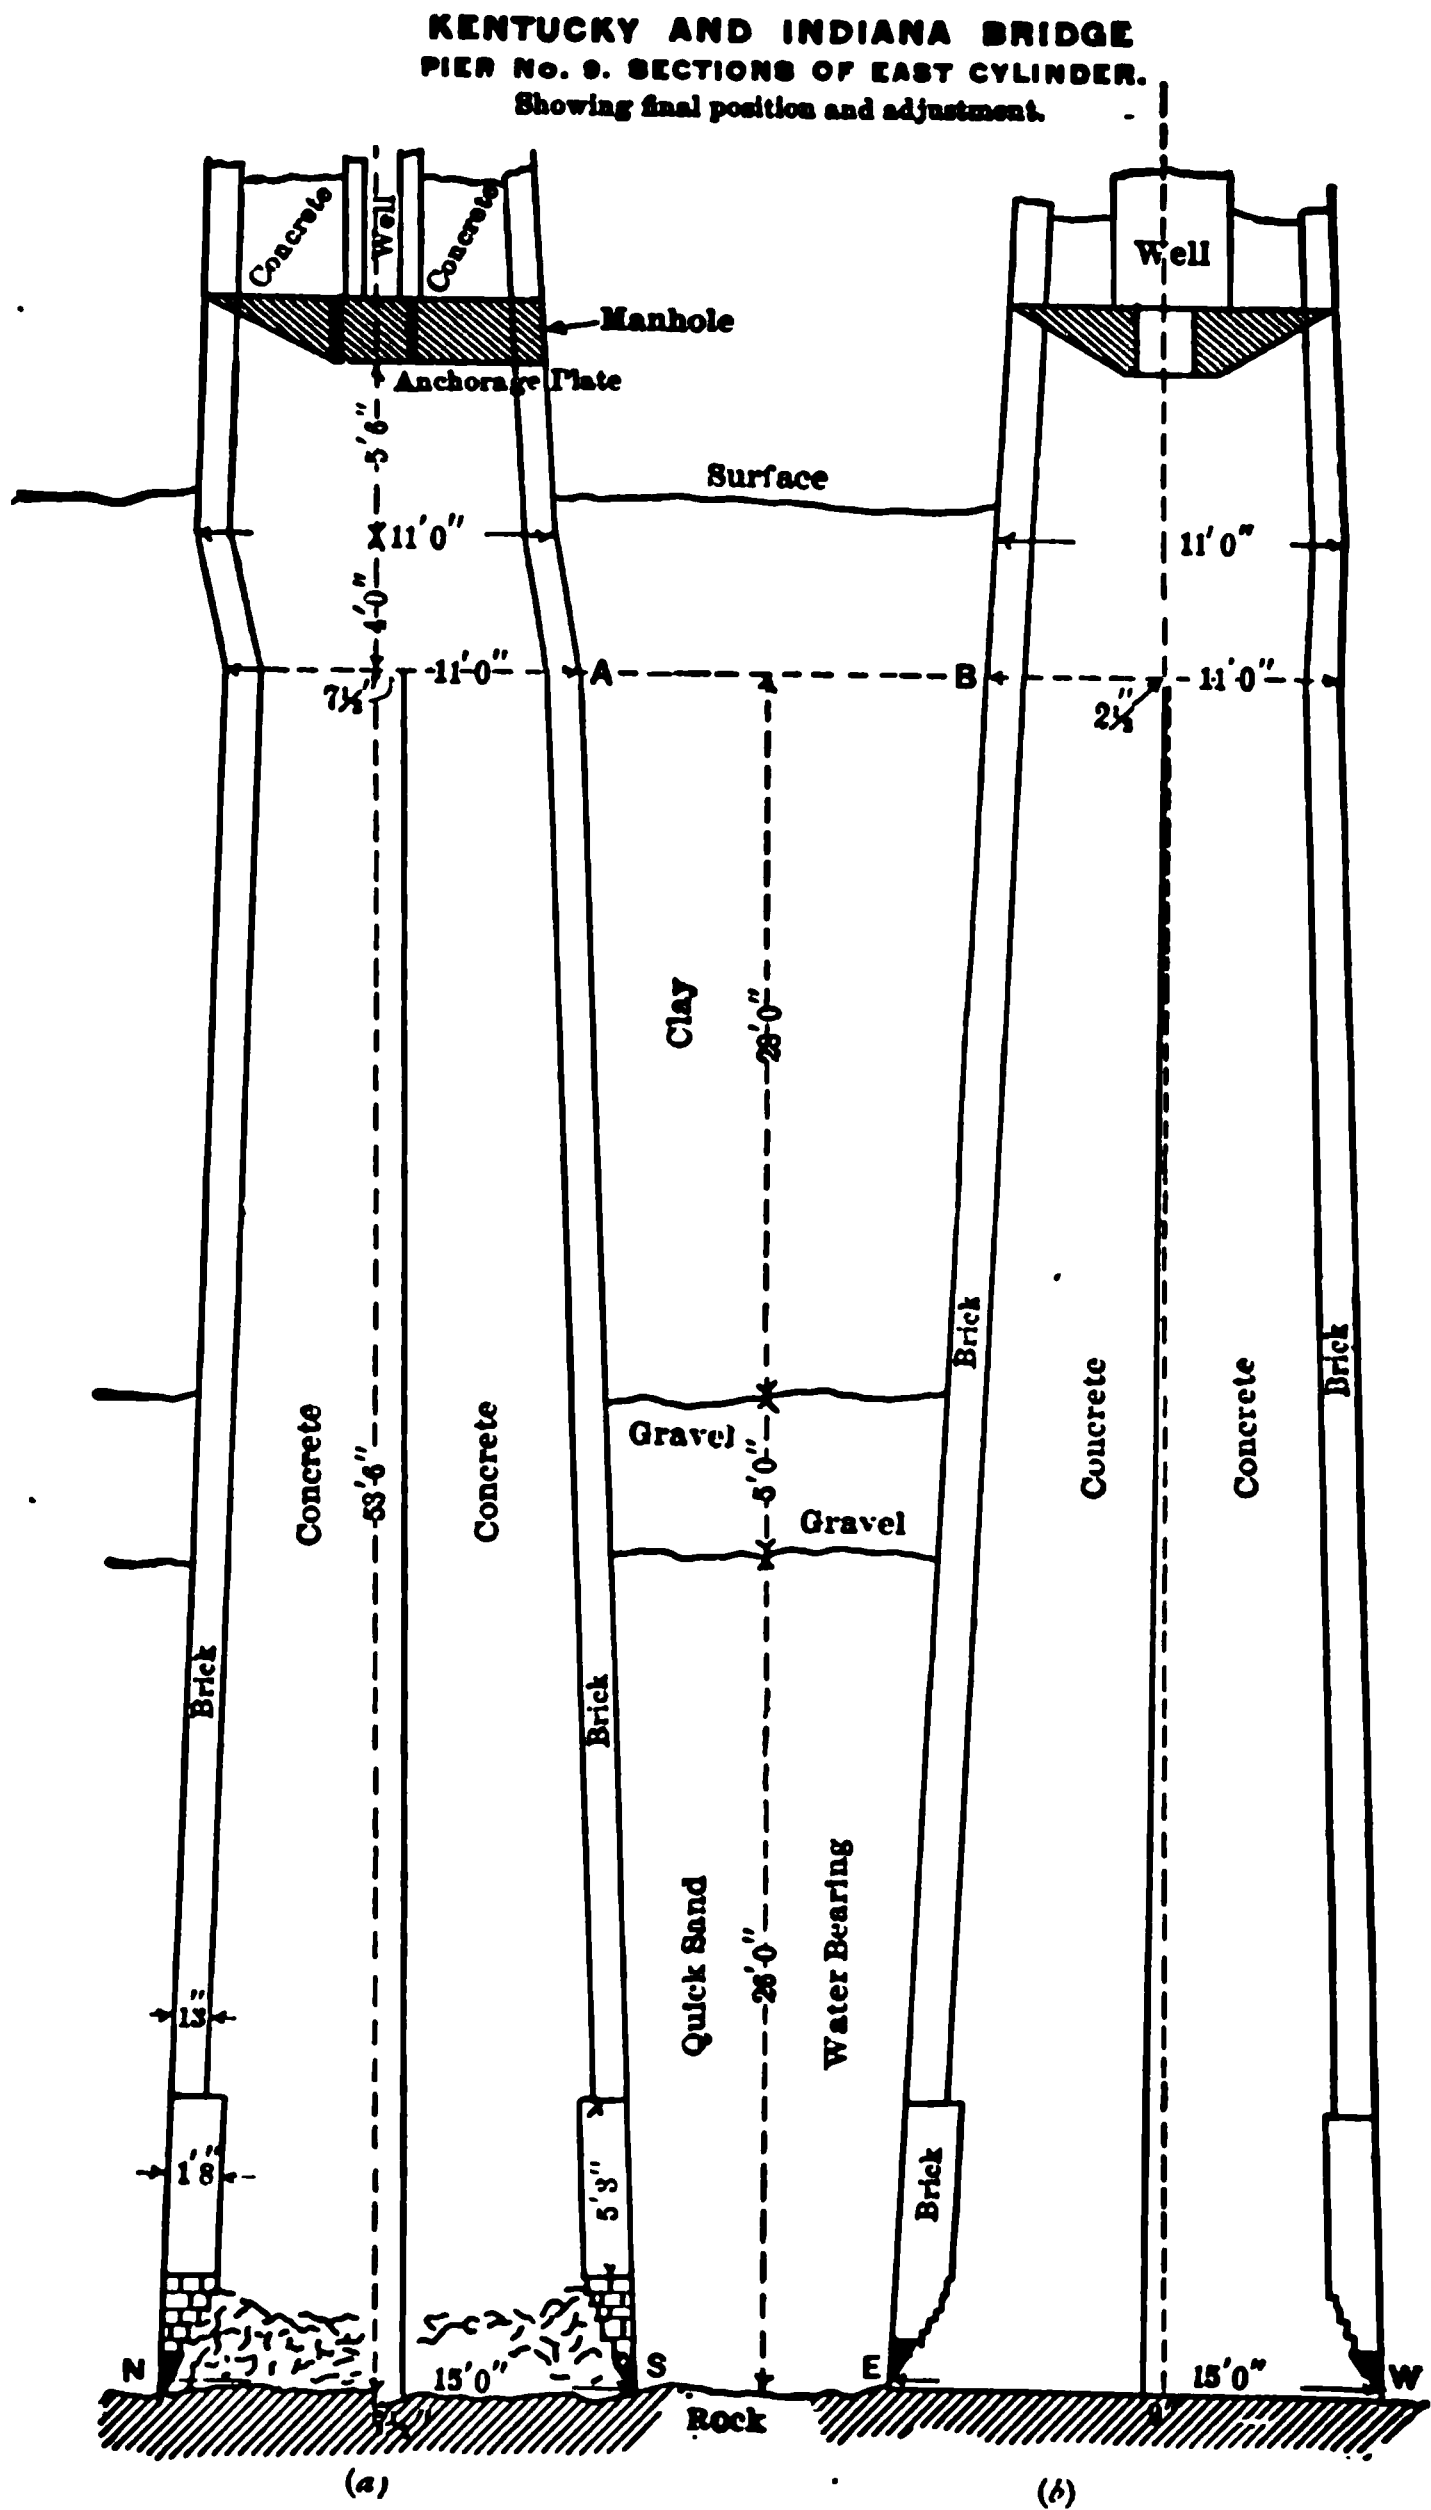 KENTUCKY AND INDIANA BRIDGE
PIER No. 9. SECTIONS OF EAST CYLINDER.
Showing final position and adjustment.
Concrete
Well
Concrete
Well
Manhole
Anchorage Plate
5'6"
Surface
11'0"
11'0"
4'0"
11'0"
A
B
11'0"
7½"
2½"
Clay
28'0"
Brick
Brick
Gravel
5'0"
Gravel
Concrete
53'6"
Concrete
Coucrete
Concrete
Brick
Brick
Quick Sand
Water Bearing
13"
1'8"
5'3"
Brick
N
15'0"
S
E
15'0"
W
Rock
(a)
(b)